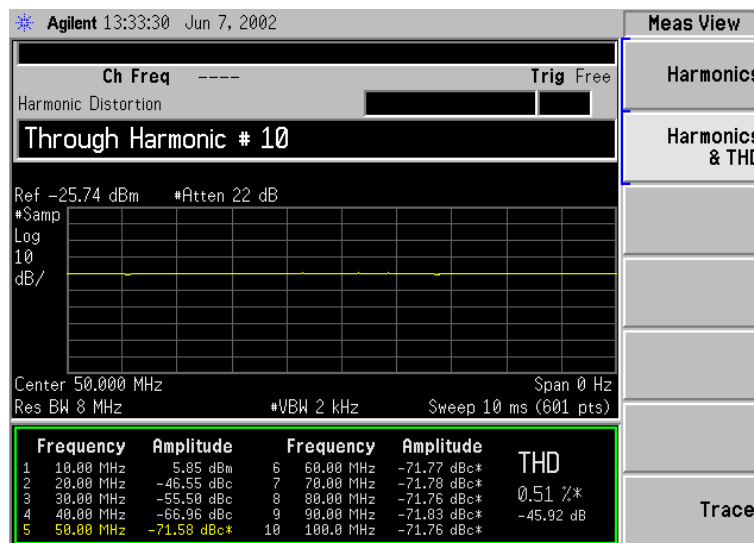 Agilent 13:33:30 Jun 7, 2002
Meas View
Ch Freq ---- Trig Free
Harmonics
Harmonic Distortion
Through Harmonic # 10
Harmonics & THD
Ref -25.74 dBm #Atten 22 dB
#Samp
Log
10
dB/
Center 50.000 MHz Span 0 Hz
Res BW 8 MHz #VBW 2 kHz Sweep 10 ms (601 pts)
Frequency Amplitude Frequency Amplitude
1 10.00 MHz 5.85 dBm 6 60.00 MHz -71.77 dBc*
2 20.00 MHz -46.55 dBc 7 70.00 MHz -71.78 dBc*
3 30.00 MHz -55.50 dBc 8 80.00 MHz -71.76 dBc*
4 40.00 MHz -66.96 dBc 9 90.00 MHz -71.83 dBc*
5 50.00 MHz -71.58 dBc* 10 100.0 MHz -71.76 dBc*
THD
0.51 %*
-45.92 dB
Trace